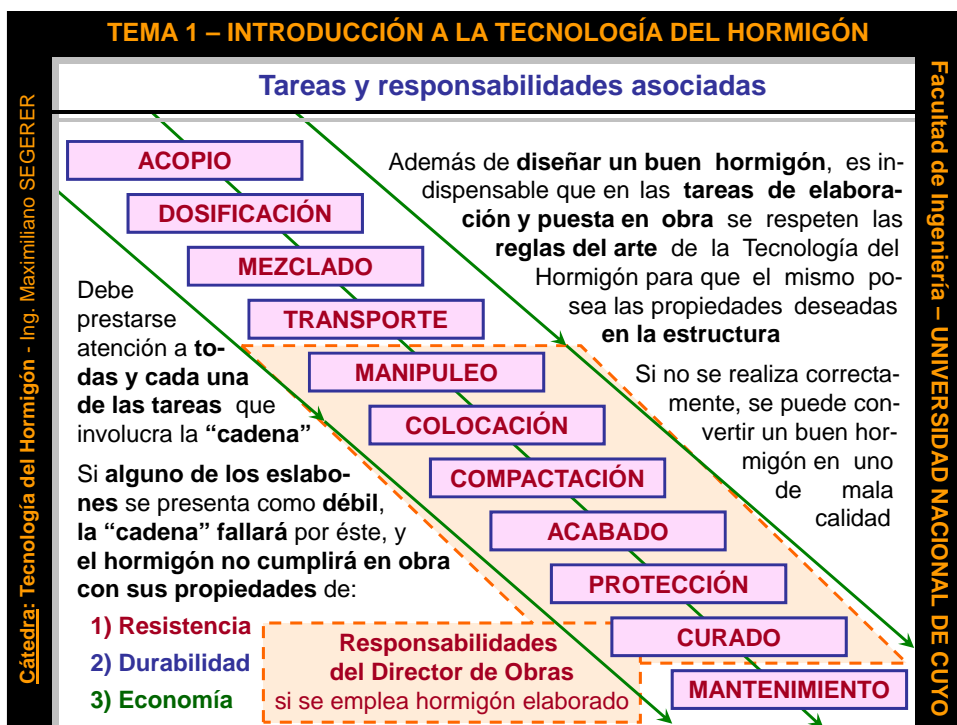 TEMA 1 – INTRODUCCIÓN A LA TECNOLOGÍA DEL HORMIGÓN
Tareas y responsabilidades asociadas
Cátedra: Tecnología del Hormigón - Ing. Maximiliano SEGERER
Facultad de Ingeniería – UNIVERSIDAD NACIONAL DE CUYO
ACOPIO
DOSIFICACIÓN
MEZCLADO
TRANSPORTE
MANIPULEO
COLOCACIÓN
COMPACTACIÓN
ACABADO
PROTECCIÓN
CURADO
MANTENIMIENTO
Además de diseñar un buen hormigón, es in-
dispensable que en las tareas de elabora-
ción y puesta en obra se respeten las
reglas del arte de la Tecnología del
Hormigón para que el mismo po-
sea las propiedades deseadas
en la estructura
Si no se realiza correcta-
mente, se puede con-
vertir un buen hor-
migón en uno
de mala
calidad
Debe
prestarse
atención a to-
das y cada una
de las tareas que
involucra la “cadena”
Si alguno de los eslabo-
nes se presenta como débil,
la “cadena” fallará por éste, y
el hormigón no cumplirá en obra
con sus propiedades de:
1) Resistencia
2) Durabilidad
3) Economía
Responsabilidades
del Director de Obras
si se emplea hormigón elaborado